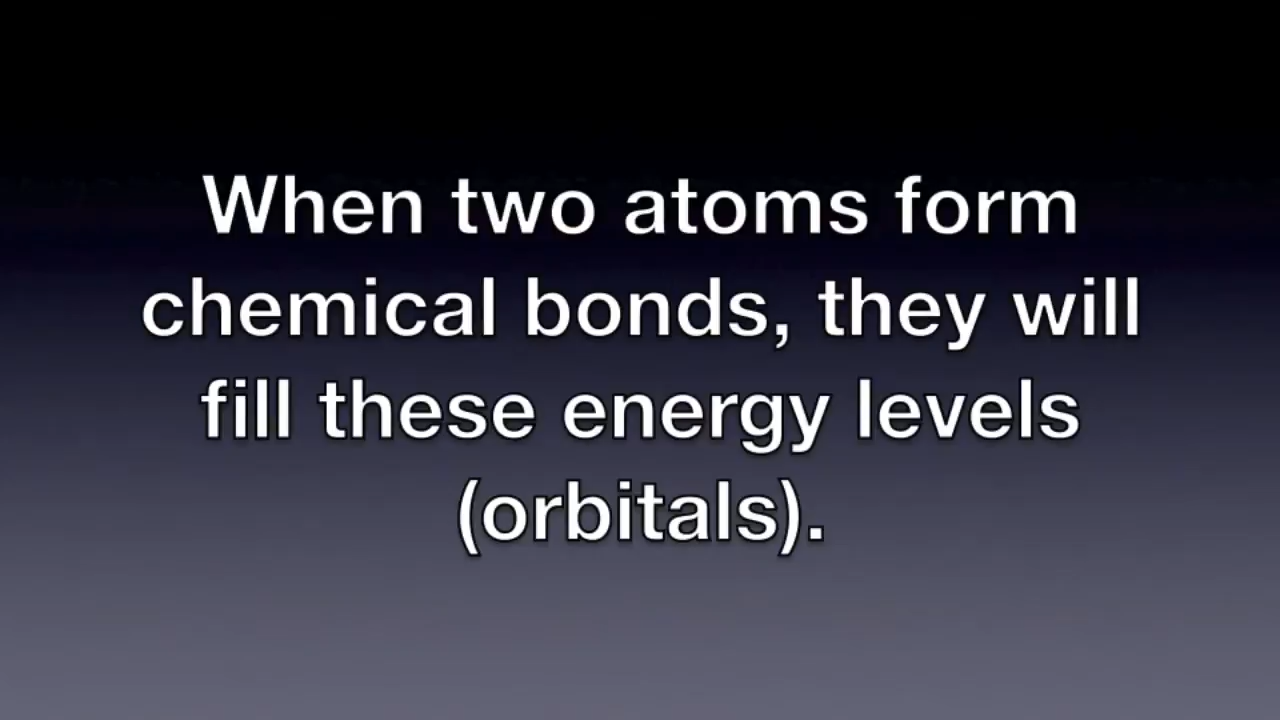 When two atoms form
chemical bonds, they will
fill these energy levels
(orbitals).